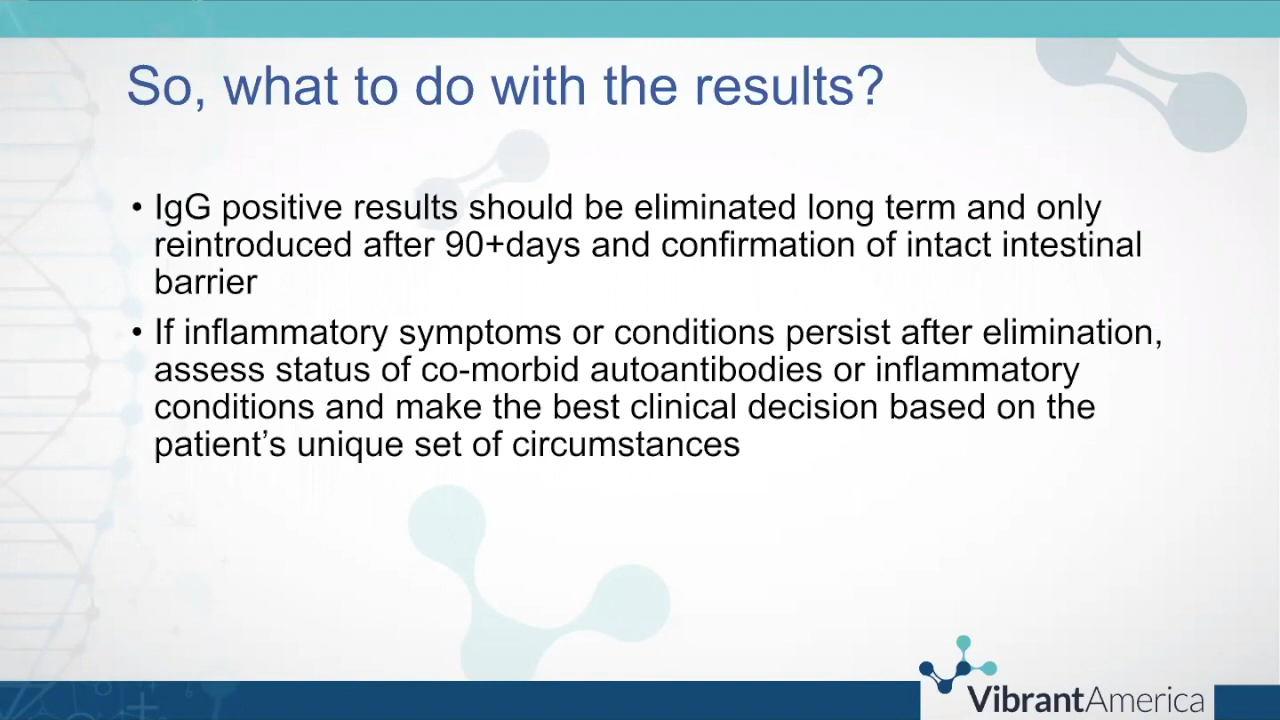 So, what to do with the results?
• IgG positive results should be eliminated long term and only
reintroduced after 90+days and confirmation of intact intestinal
barrier
• If inflammatory symptoms or conditions persist after elimination,
assess status of co-morbid autoantibodies or inflammatory
conditions and make the best clinical decision based on the
patient’s unique set of circumstances
VibrantAmerica